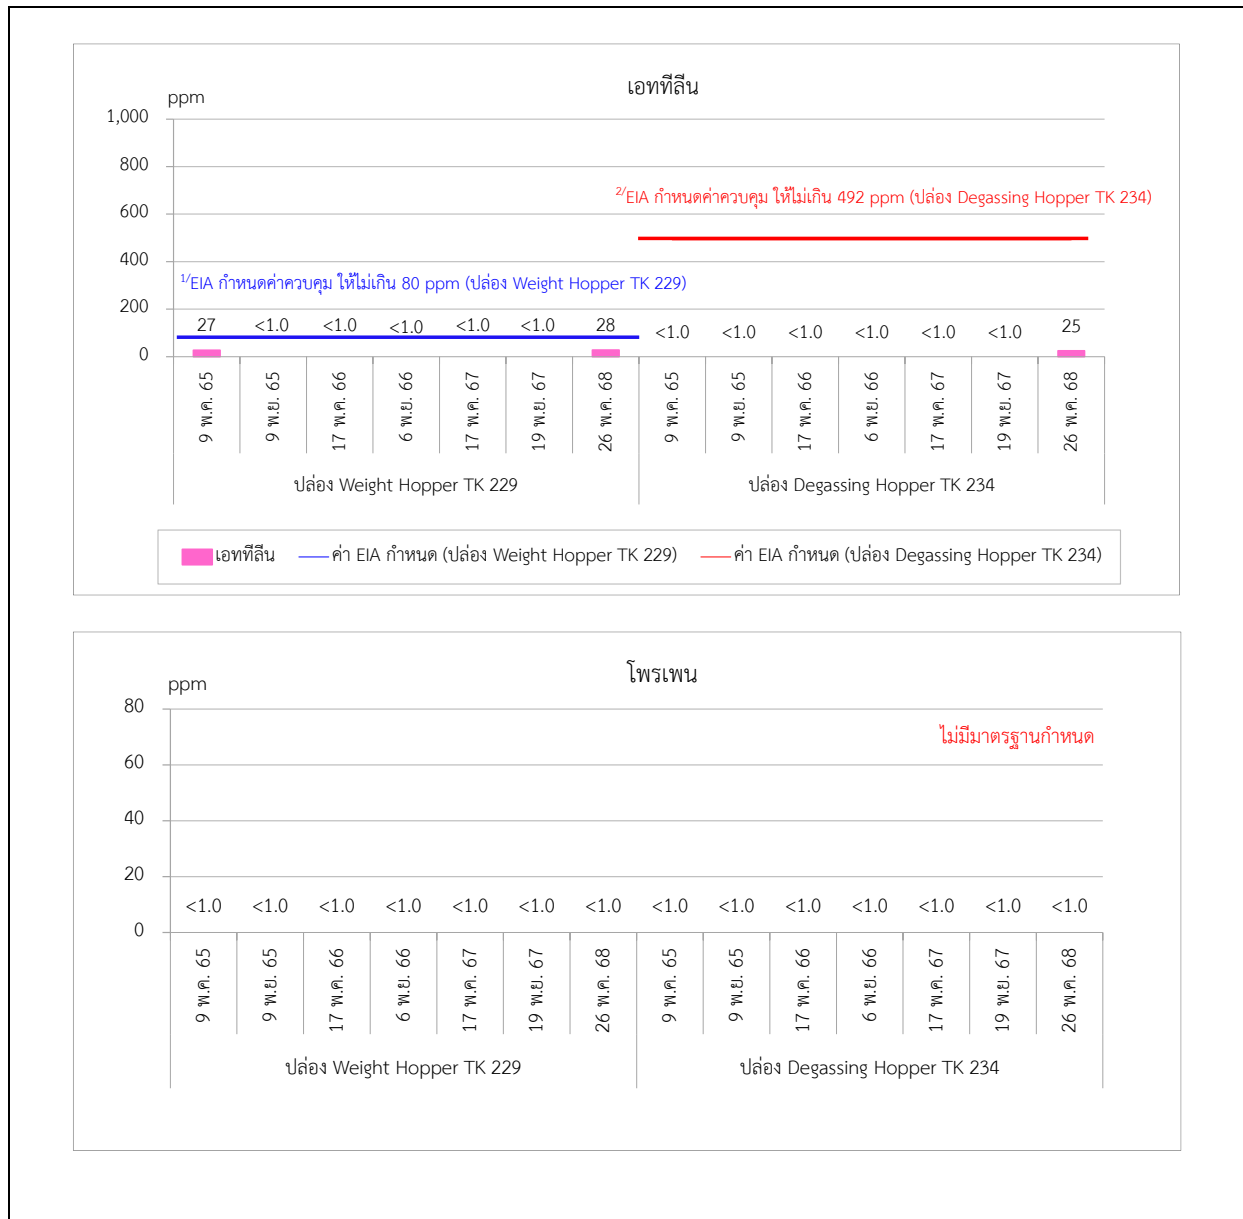 เอททีลีน
ppm
1,000
800
600
400
200
0
2/EIA กำหนดค่าควบคุม ให้ไม่เกิน 492 ppm (ปล่อง Degassing Hopper TK 234)
1/EIA กำหนดค่าควบคุม ให้ไม่เกิน 80 ppm (ปล่อง Weight Hopper TK 229)
27 <1.0 <1.0 <1.0 <1.0 <1.0 28 <1.0 <1.0 <1.0 <1.0 <1.0 <1.0 25
9 พ.ค. 65 9 พ.ย. 65 17 พ.ค. 66 6 พ.ย. 66 17 พ.ค. 67 19 พ.ย. 67 26 พ.ค. 68 9 พ.ค. 65 9 พ.ย. 65 17 พ.ค. 66 6 พ.ย. 66 17 พ.ค. 67 19 พ.ย. 67 26 พ.ค. 68
ปล่อง Weight Hopper TK 229 ปล่อง Degassing Hopper TK 234
เอททีลีน ค่า EIA กำหนด (ปล่อง Weight Hopper TK 229) ค่า EIA กำหนด (ปล่อง Degassing Hopper TK 234)
โพรเพน
ppm
80
60
40
20
0
ไม่มีมาตรฐานกำหนด
<1.0 <1.0 <1.0 <1.0 <1.0 <1.0 <1.0 <1.0 <1.0 <1.0 <1.0 <1.0 <1.0 <1.0
9 พ.ค. 65 9 พ.ย. 65 17 พ.ค. 66 6 พ.ย. 66 17 พ.ค. 67 19 พ.ย. 67 26 พ.ค. 68 9 พ.ค. 65 9 พ.ย. 65 17 พ.ค. 66 6 พ.ย. 66 17 พ.ค. 67 19 พ.ย. 67 26 พ.ค. 68
ปล่อง Weight Hopper TK 229 ปล่อง Degassing Hopper TK 234